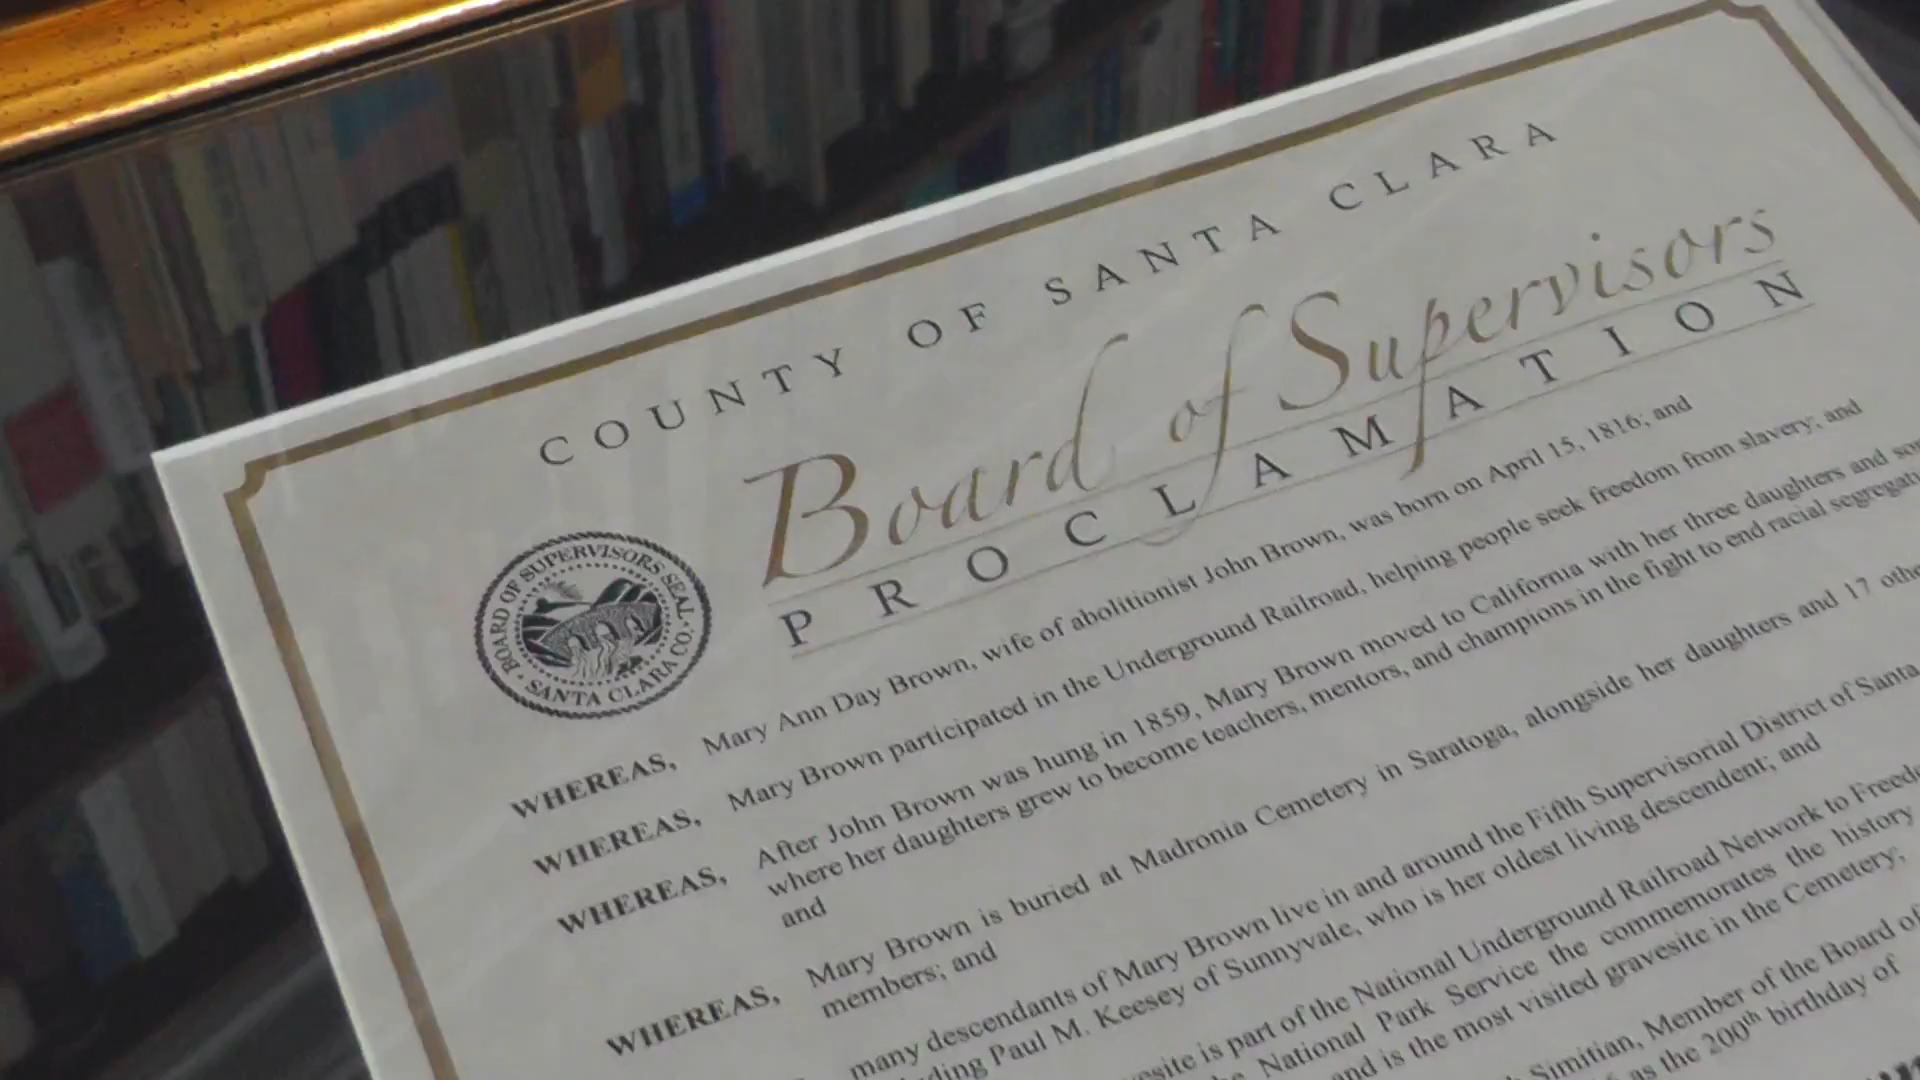 COUNTY OF SANTA CLARA
Board of Supervisors
PROCLAMATION
BOARD OF SUPERVISORS SEAL
SANTA CLARA CO.
WHEREAS, Mary Ann Day Brown, wife of abolitionist John Brown, was born on April 15, 1816; and
WHEREAS, Mary Brown participated in the Underground Railroad, helping people seek freedom from slavery; and
WHEREAS, After John Brown was hung in 1859, Mary Brown moved to California with her three daughters and
where her daughters grew to become teachers, mentors, and champions in the fight to end racial
and
WHEREAS, Mary Brown is buried at Madronia Cemetery in Saratoga, alongside her daughters and 17
members; and
many descendants of Mary Brown live in and around the Fifth Supervisorial District of Santa
Paul M. Keesey of Sunnyvale, who is her oldest living descendent; and
is part of the National Underground Railroad Network to
National Park Service the commemorates the history
and is the most visited gravesite in the Cemetery;
Simitian, Member of the Board of
as the 200th birthday of